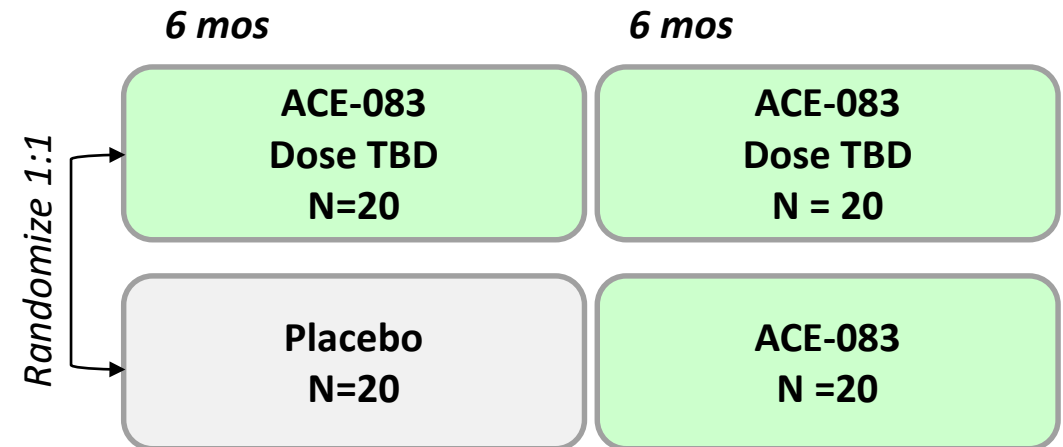 6 mos
6 mos
Randomize 1:1
ACE-083
Dose TBD
N=20
ACE-083
Dose TBD
N = 20
Placebo
N=20
ACE-083
N =20